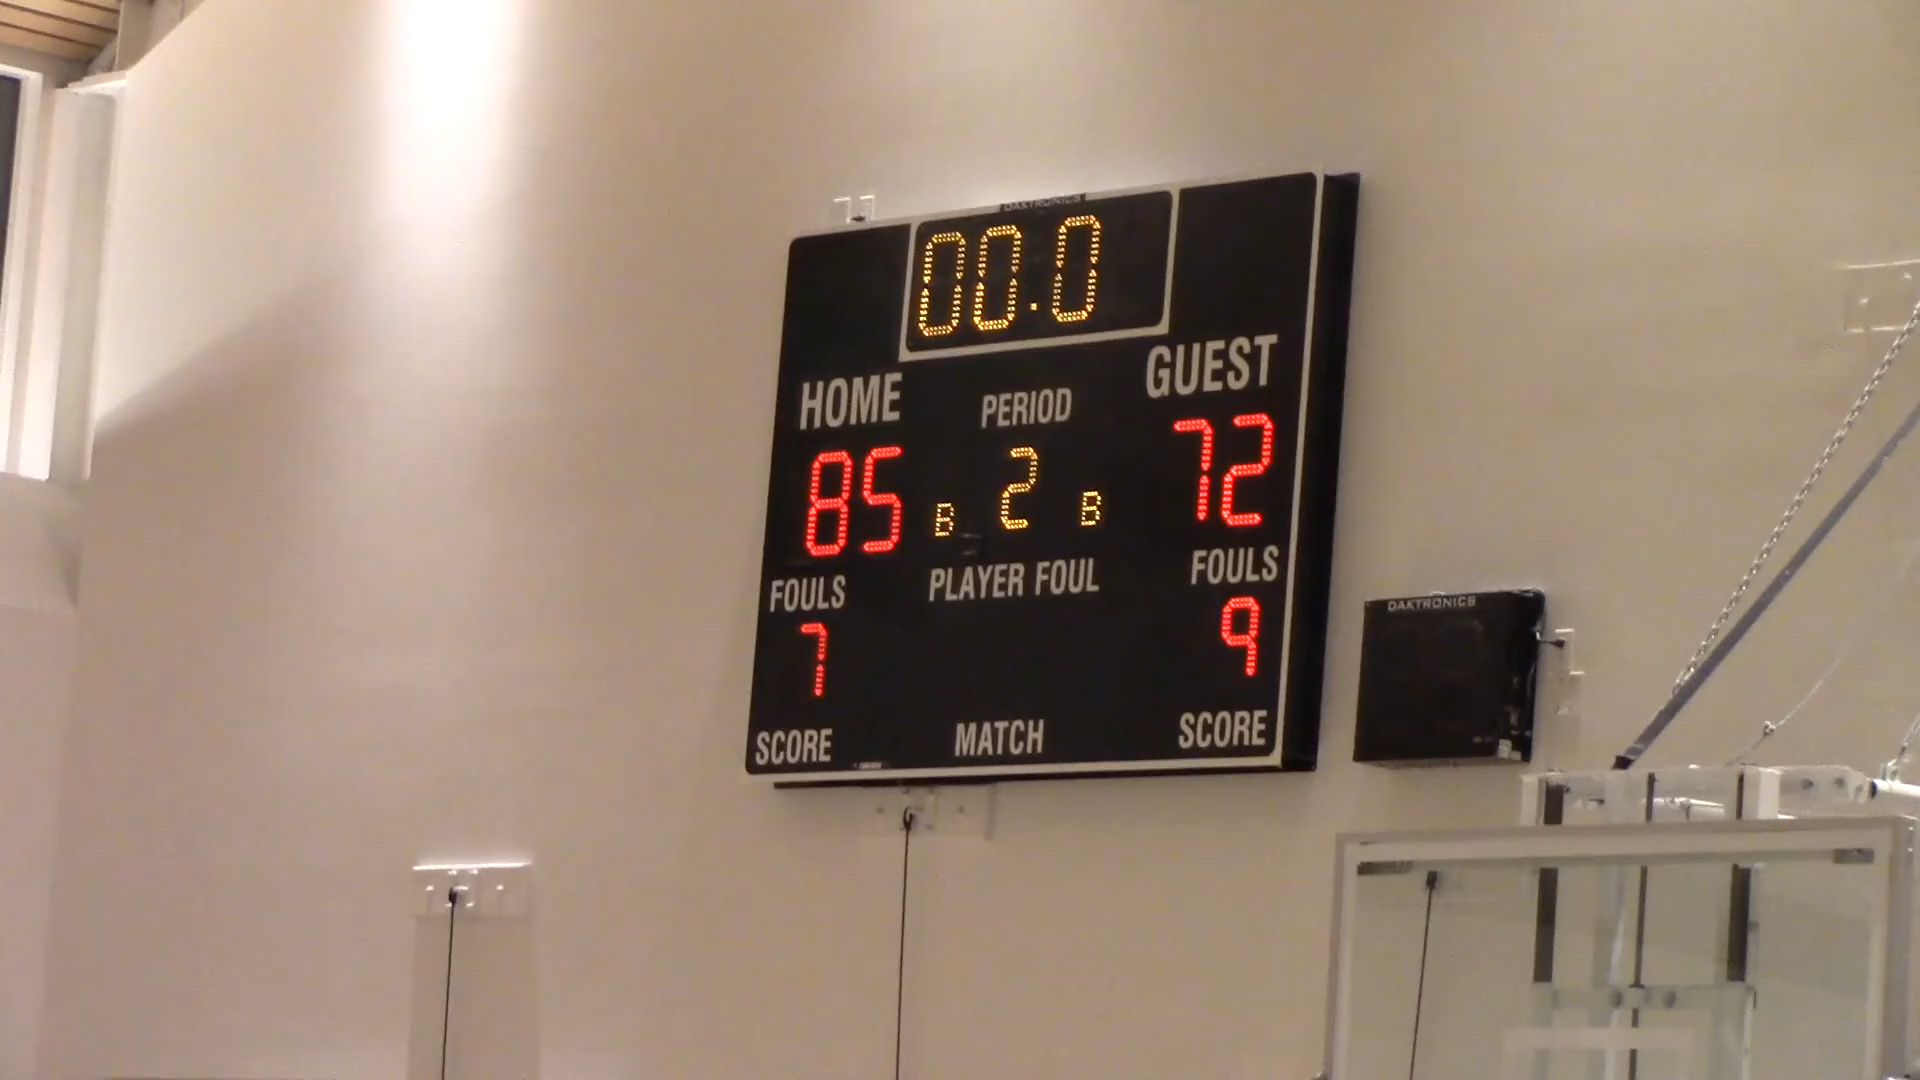 DAKTRONICS
00.0
HOME PERIOD GUEST
85 B 2 B 72
FOULS PLAYER FOUL FOULS
7 9
SCORE MATCH SCORE
DAKTRONICS